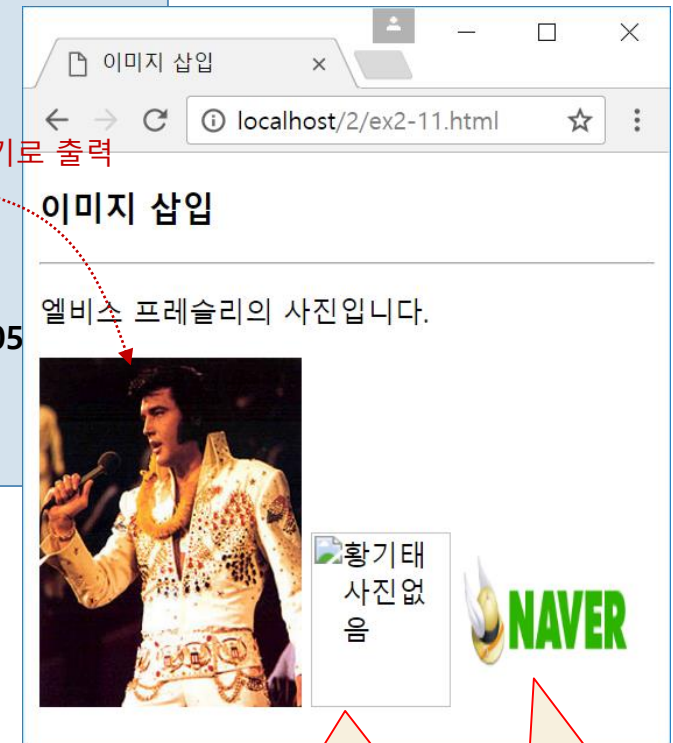 이미지 삽입
localhost/2/ex2-11.html
기로 출력
이미지 삽입
엘비스 프레슬리의 사진입니다.
95
황기태
사진없
음
NAVER